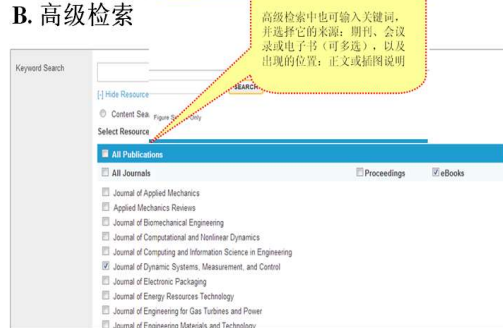 B. 高级检索
高级检索中也可输入关键词，
并选择它的来源：期刊、会议
录或电子书（可多选），以及
出现的位置：正文或插图说明
Keyword Search
SEARCH
[-] Hide Resource
Content Sea
Figure Search Only
Select Resource
All Publications
All Journals Proceedings eBooks
Journal of Applied Mechanics
Applied Mechanics Reviews
Journal of Biomechanical Engineering
Journal of Computational and Nonlinear Dynamics
Journal of Computing and Information Science in Engineering
Journal of Dynamic Systems, Measurement, and Control
Journal of Electronic Packaging
Journal of Energy Resources Technology
Journal of Engineering for Gas Turbines and Power
Journal of Engineering Materials and Technology